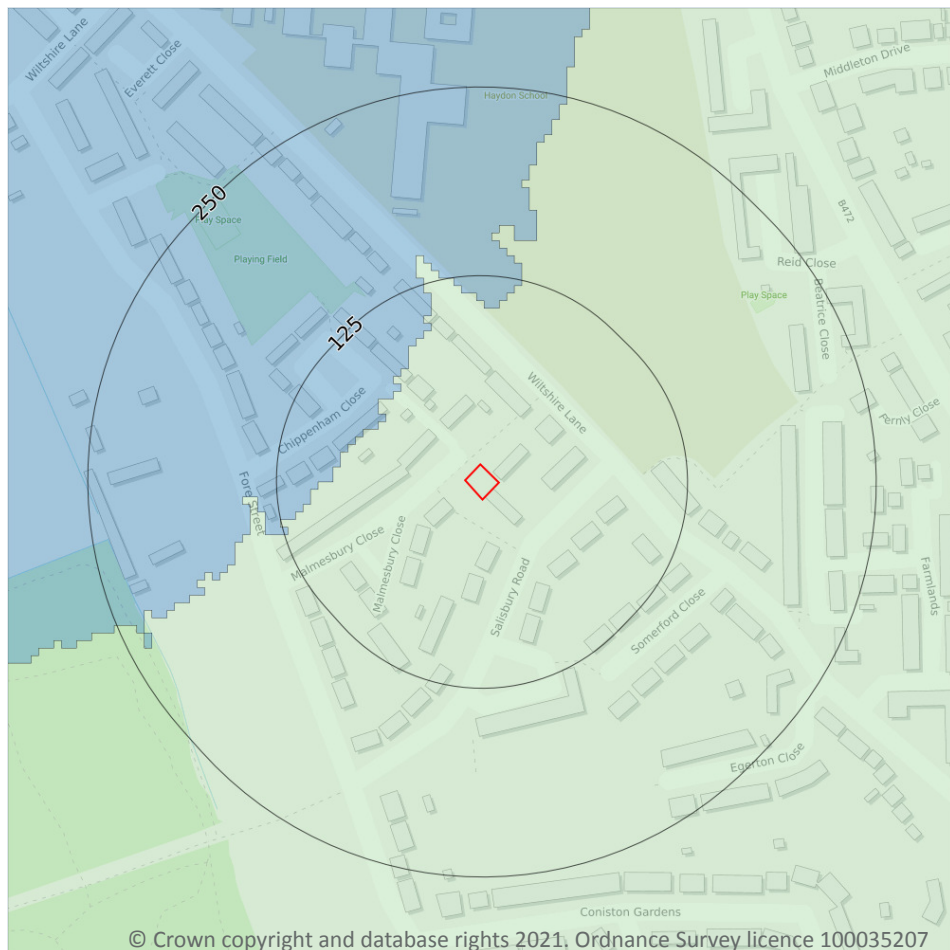 Wiltshire Lane
Everett Close
Middleton Drive
Haydon School
250
Play Space
B472
Playing Field
Reid Close
Play Space
Beatrice Close
125
Wiltshire Lane
Chippenham Close
Fernly Close
Fore Street
Malmesbury Close
Malmesbury Close
Salisbury Road
Farmlands
Somerford Close
Egerton Close
Coniston Gardens
© Crown copyright and database rights 2021. Ordnance Survey licence 100035207